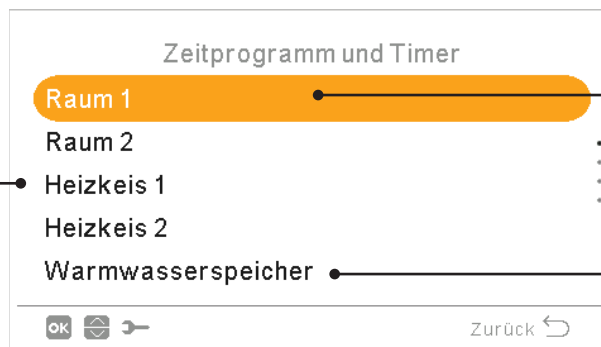 Zeitprogramm und Timer
Raum 1
Raum 2
Heizkeis 1
Heizkeis 2
Warmwasserspeicher
OK Zurück